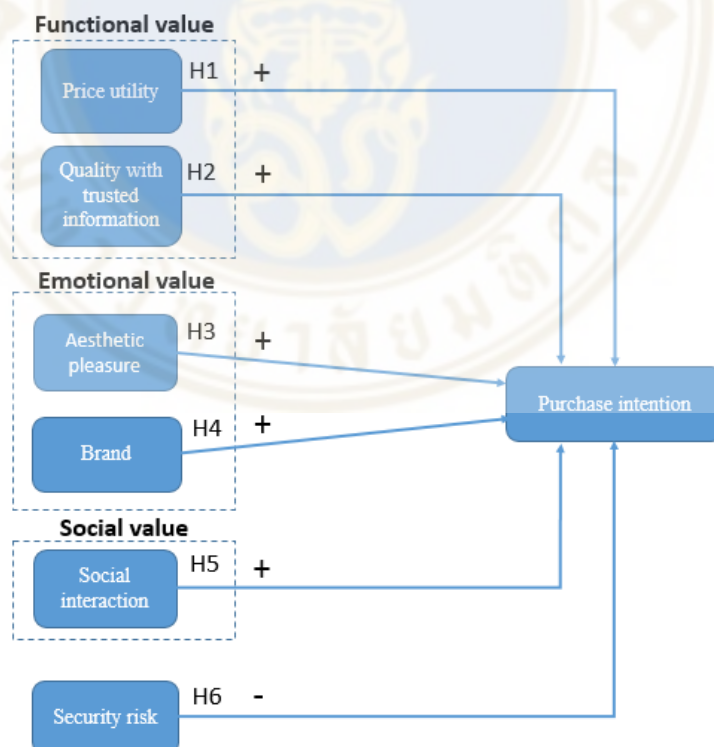 Functional value
Price utility
H1 +
Quality with
trusted
information
H2 +
Emotional value
Aesthetic
pleasure
H3 +
Brand
H4 +
Purchase intention
Social value
Social
interaction
H5 +
Security risk
H6 -